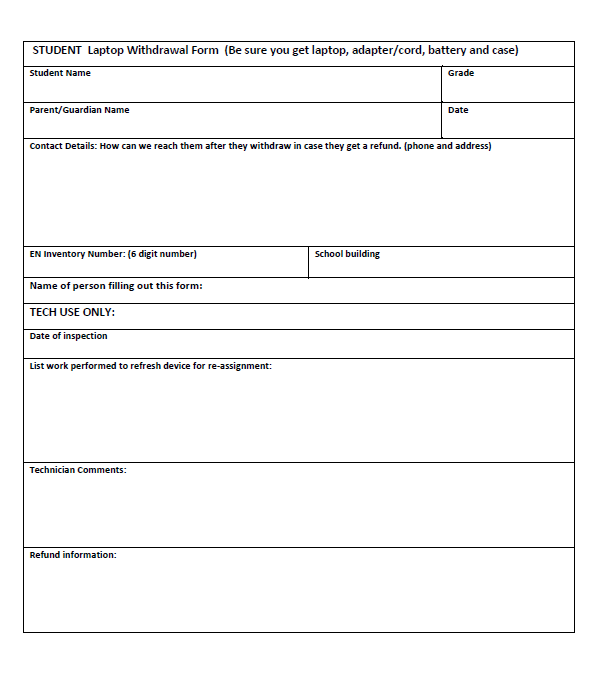 STUDENT  Laptop Withdrawal Form  (Be sure you get laptop, adapter/cord, battery and case)
Student Name
Grade
Parent/Guardian Name
Date
Contact Details: How can we reach them after they withdraw in case they get a refund. (phone and address)
EN Inventory Number: (6 digit number)
School building
Name of person filling out this form:
TECH USE ONLY:
Date of inspection
List work performed to refresh device for re-assignment:
Technician Comments:
Refund information: